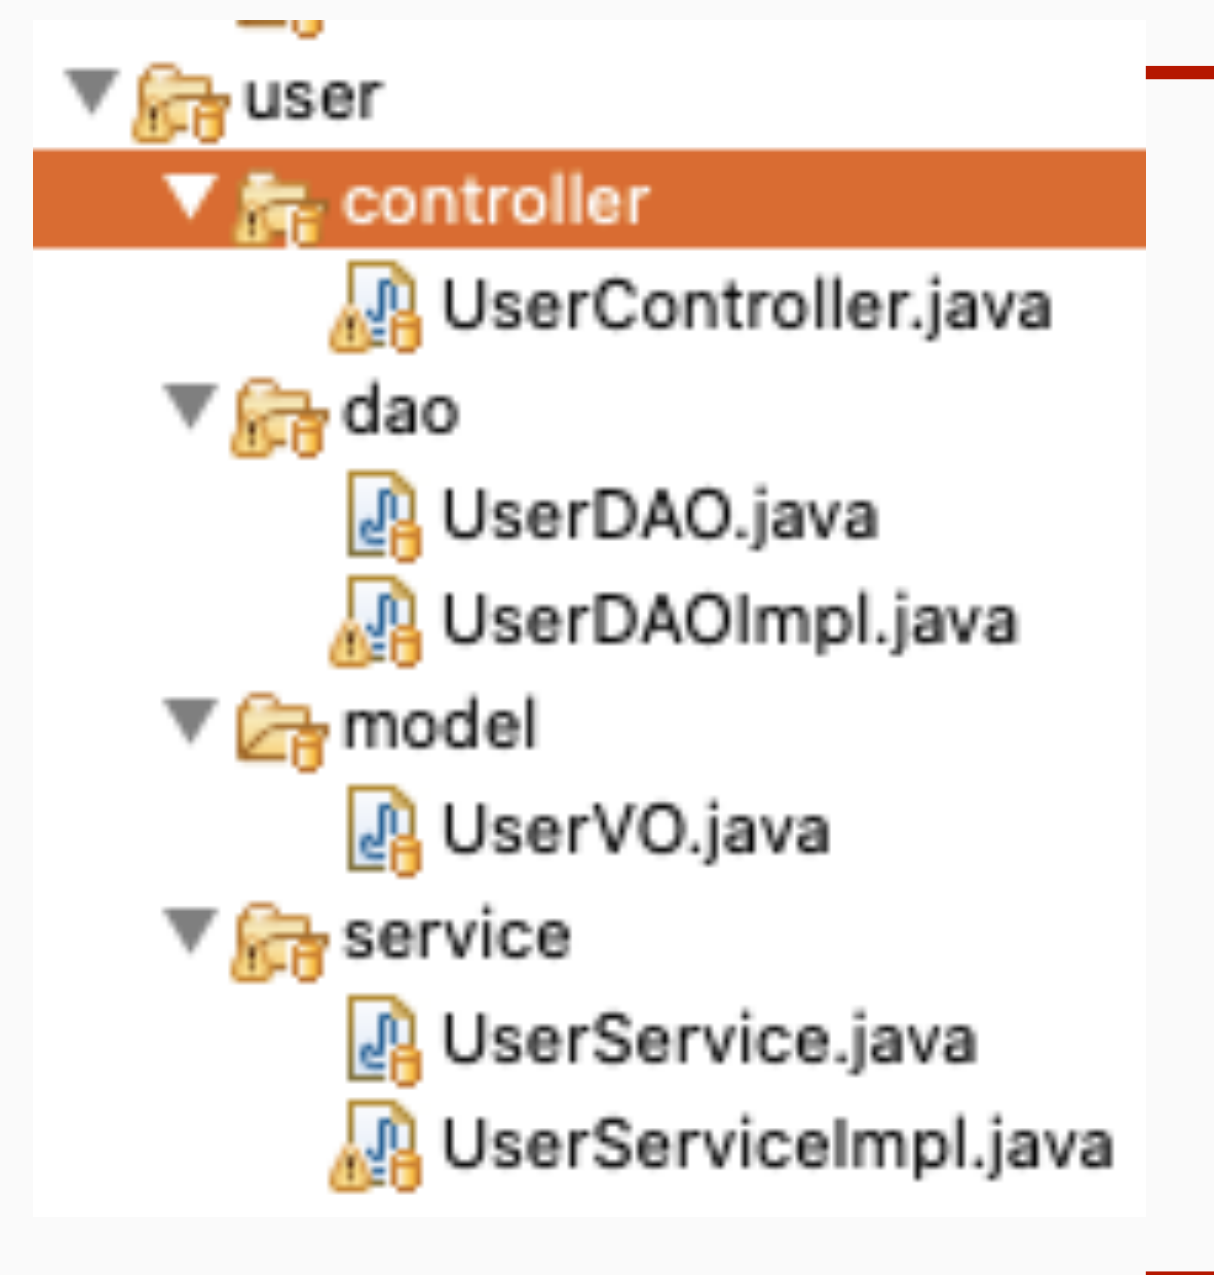 user
controller
UserController.java
dao
UserDAO.java
UserDAOImpl.java
model
UserVO.java
service
UserService.java
UserServiceImpl.java